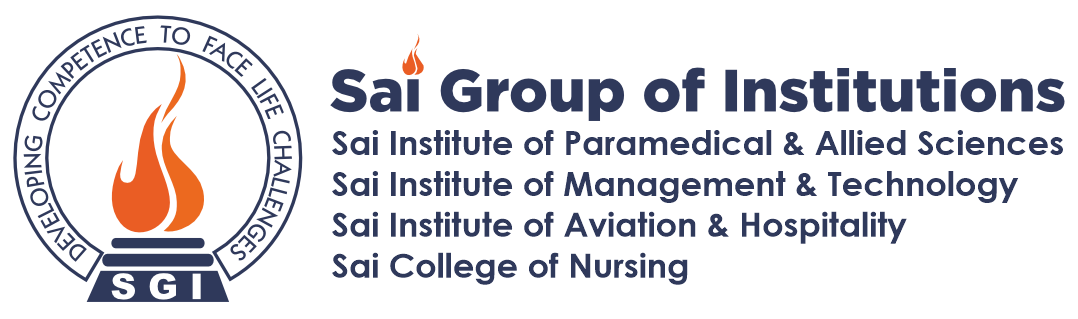 DEVELOPING COMPETENCE TO FACE LIFE CHALLENGES
SGI
Sai Group of Institutions
Sai Institute of Paramedical & Allied Sciences
Sai Institute of Management & Technology
Sai Institute of Aviation & Hospitality
Sai College of Nursing